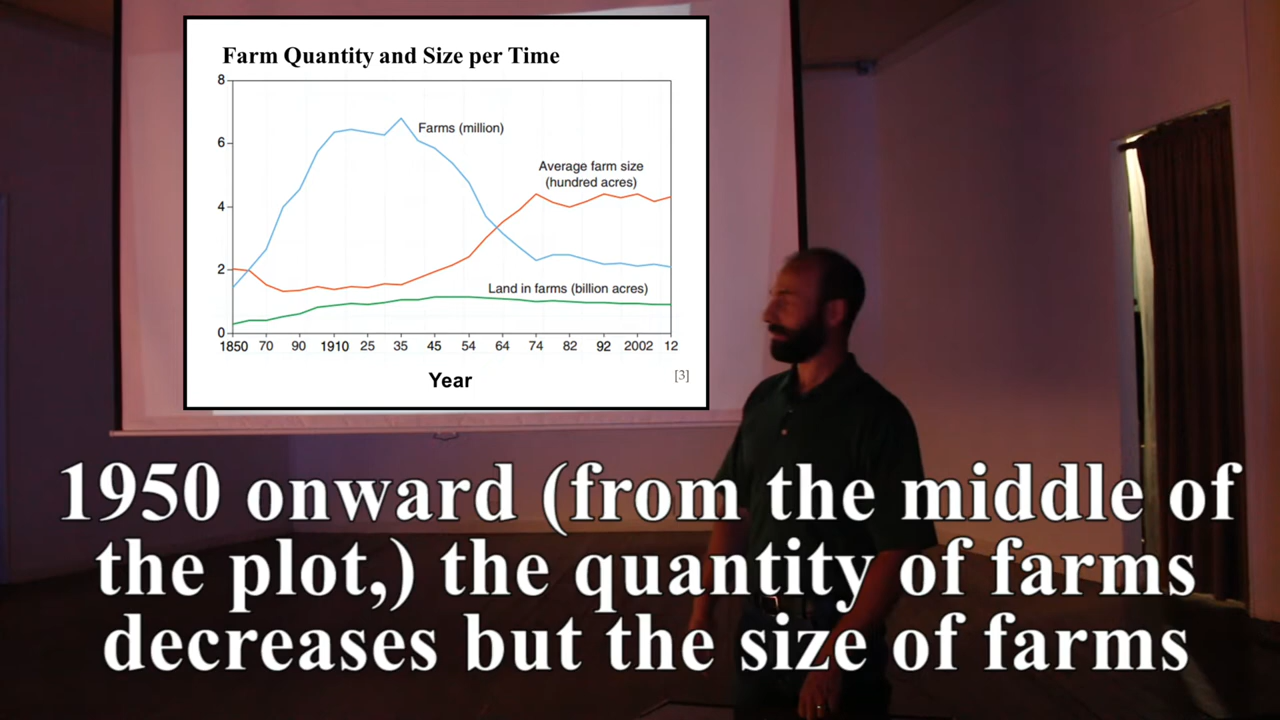 Farm Quantity and Size per Time
8
Farms (million)
6
Average farm size
(hundred acres)
4
2
Land in farms (billion acres)
0
1850 70 90 1910 25 35 45 54 64 74 82 92 2002 12
Year
[3]
1950 onward (from the middle of
the plot,) the quantity of farms
decreases but the size of farms